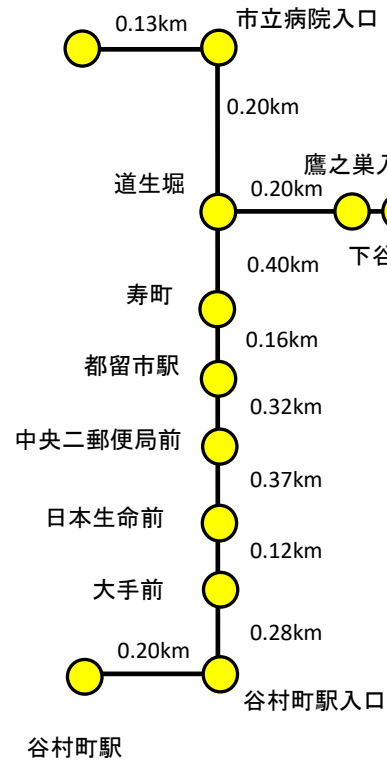 0.13km
市立病院入口
0.20km
鷹之巣入
道生堀
0.20km
下谷
0.40km
寿町
0.16km
都留市駅
0.32km
中央二郵便局前
0.37km
日本生命前
0.12km
大手前
0.28km
0.20km
谷村町駅入口
谷村町駅